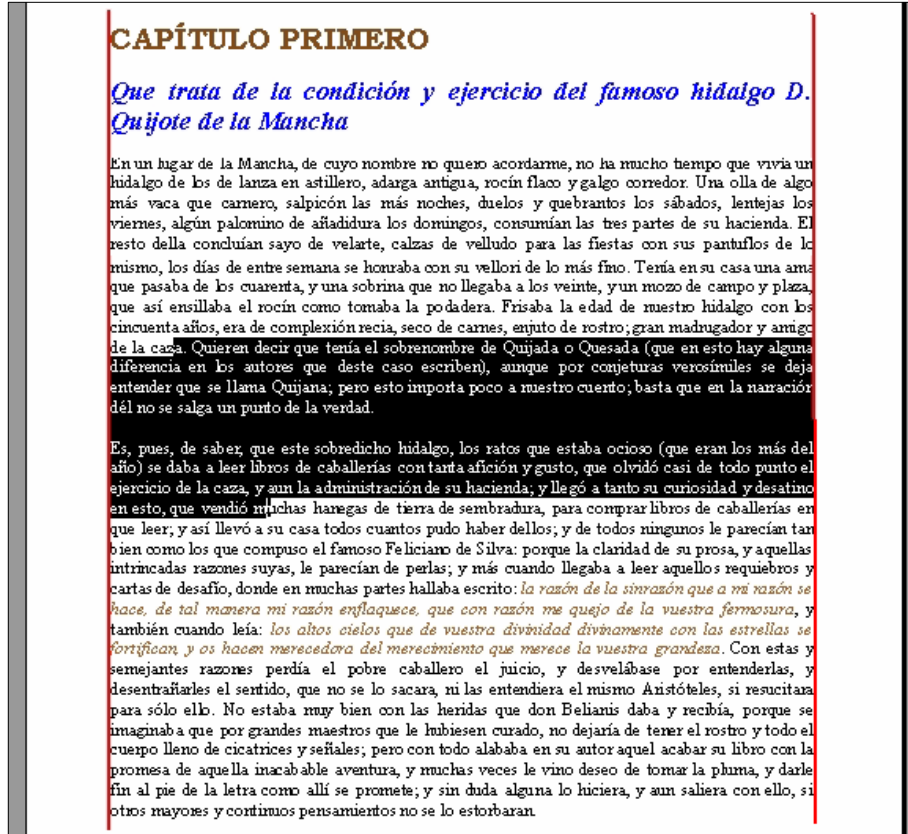 CAPÍTULO PRIMERO
Que trata de la condición y ejercicio del famoso hidalgo D.
Quijote de la Mancha
En un lugar de la Mancha, de cuyo nombre no quiero acordarme, no ha mucho tiempo que vivía un
hidalgo de los de lanza en astillero, adarga antigua, rocín flaco y galgo corredor. Una olla de algo
más vaca que carnero, salpicón las más noches, duelos y quebrantos los sábados, lentejas los
viernes, algún palomino de añadidura los domingos, consumían las tres partes de su hacienda. El
resto della concluían sayo de velarte, calzas de velludo para las fiestas con sus pantuflos de lo
mismo, los días de entre semana se honraba con su vellori de lo más fino. Tenía en su casa una ama
que pasaba de los cuarenta, y una sobrina que no llegaba a los veinte, y un mozo de campo y plaza,
que así ensillaba el rocín como tomaba la podadera. Frisaba la edad de nuestro hidalgo con los
cincuenta años, era de complexión recia, seco de carnes, enjuto de rostro; gran madrugador y amigo
de la caza. Quieren decir que tenía el sobrenombre de Quijada o Quesada (que en esto hay alguna
diferencia en los autores que deste caso escriben), aunque por conjeturas verosímiles se deja
entender que se llama Quijana; pero esto importa poco a nuestro cuento; basta que en la narración
dél no se salga un punto de la verdad.
Es, pues, de saber, que este sobredicho hidalgo, los ratos que estaba ocioso (que eran los más del
año) se daba a leer libros de caballerías con tanta afición y gusto, que olvidó casi de todo punto el
ejercicio de la caza, y aun la administración de su hacienda; y llegó a tanto su curiosidad y desatino
en esto, que vendió muchas hanegas de tierra de sembradura, para comprar libros de caballerías en
que leer; y así llevó a su casa todos cuantos pudo haber dellos; y de todos ningunos le parecían tan
bien como los que compuso el famoso Feliciano de Silva: porque la claridad de su prosa, y aquellas
intrincadas razones suyas, le parecían de perlas; y más cuando llegaba a leer aquellos requiebros y
cartas de desafío, donde en muchas partes hallaba escrito: la razón de la sinrazón que a mi razón se
hace, de tal manera mi razón enflaquece, que con razón me quejo de la vuestra fermosura, y
también cuando leía: los altos cielos que de vuestra divinidad divinamente con las estrellas se
fortifican, y os hacen merecedora del merecimiento que merece la vuestra grandeza. Con estas y
semejantes razones perdía el pobre caballero el juicio, y desvelábase por entenderlas, y
desentrañarles el sentido, que no se lo sacara, ni las entendiera el mismo Aristóteles, si resucitara
para sólo ello. No estaba muy bien con las heridas que don Belianis daba y recibía, porque se
imaginaba que por grandes maestros que le hubiesen curado, no dejaría de tener el rostro y todo el
cuerpo lleno de cicatrices y señales; pero con todo alababa en su autor aquel acabar su libro con la
promesa de aquella inacabable aventura, y muchas veces le vino deseo de tomar la pluma, y darle
fin al pie de la letra como allí se promete; y sin duda alguna lo hiciera, y aun saliera con ello, si
otros mayores y continuos pensamientos no se lo estorbaran.